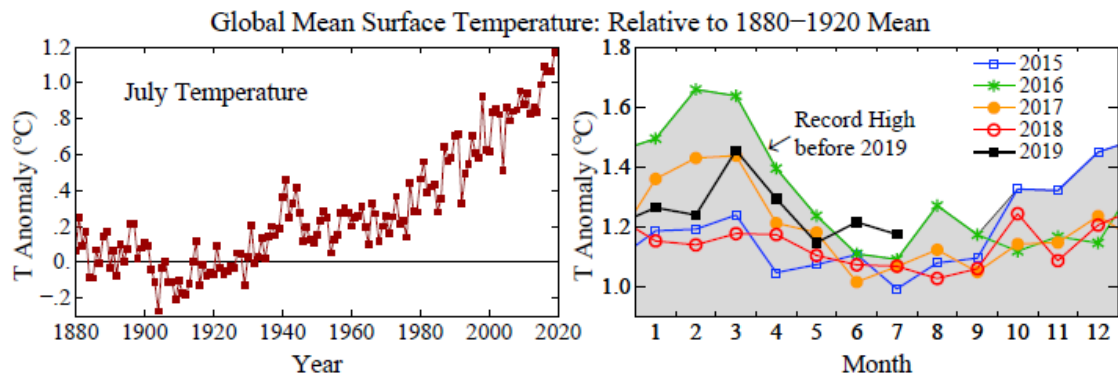 Global Mean Surface Temperature: Relative to 1880−1920 Mean
T Anomaly (°C)
1.2
1.0
.8
.6
.4
.2
0.
−.2
July Temperature
1880
1900
1920
1940
1960
1980
2000
2020
Year
T Anomaly (°C)
1.8
1.6
1.4
1.2
1.0
2015
2016
2017
2018
2019
Record High
before 2019
1 2 3 4 5 6 7 8 9 10 11 12
Month